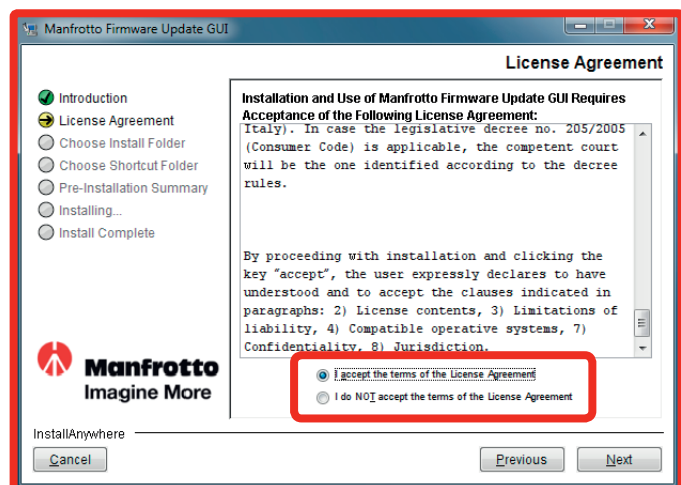 Manfrotto Firmware Update GUI
License Agreement
Introduction
License Agreement
Choose Install Folder
Choose Shortcut Folder
Pre-Installation Summary
Installing...
Install Complete
Installation and Use of Manfrotto Firmware Update GUI Requires
Acceptance of the Following License Agreement:
Italy). In case the legislative decree no. 205/2005
(Consumer Code) is applicable, the competent court
will be the one identified according to the decree
rules.
By proceeding with installation and clicking the
key "accept", the user expressly declares to have
understood and to accept the clauses indicated in
paragraphs: 2) License contents, 3) Limitations of
liability, 4) Compatible operative systems, 7)
Confidentiality, 8) Jurisdiction.
I accept the terms of the License Agreement
I do NOT accept the terms of the License Agreement
Manfrotto
Imagine More
InstallAnywhere
Cancel
Previous
Next